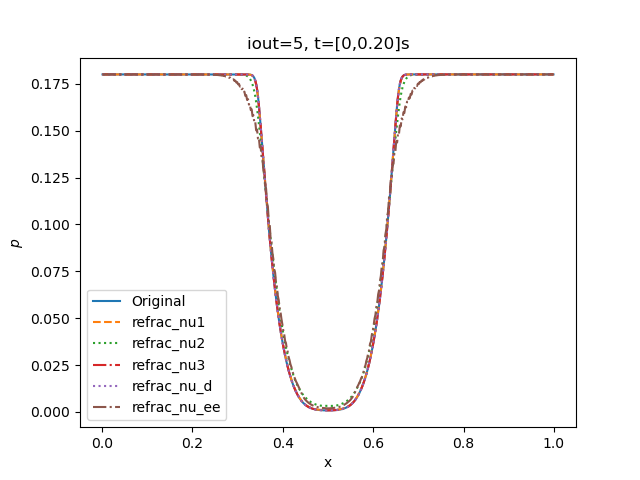 iout=5, t=[0,0.20]s
0.175
0.150
0.125
0.100
0.075
0.050
0.025
0.000
p
Original
refrac_nu1
refrac_nu2
refrac_nu3
refrac_nu_d
refrac_nu_ee
0.0 0.2 0.4 0.6 0.8 1.0
x